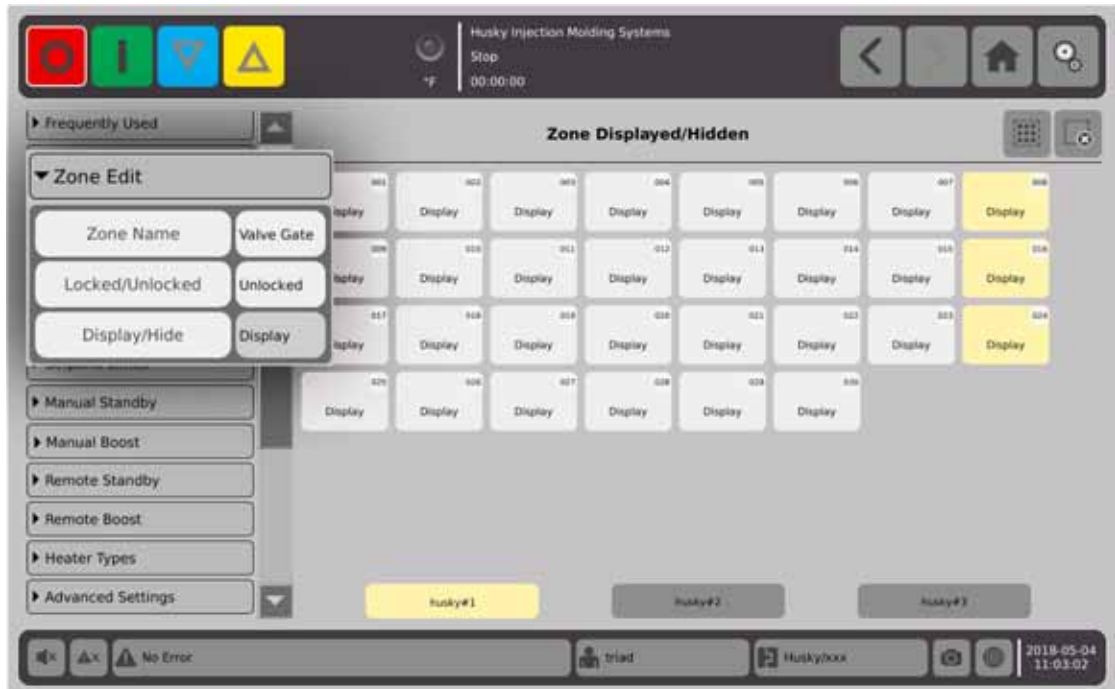 Husky Injection Molding Systems
Stop
°F 00:00:00
Frequently Used
Zone Displayed/Hidden
Zone Edit
Zone Name Valve Gate
Locked/Unlocked Unlocked
Display/Hide Display
001 002 003 004 005 006 007 008
isplay Display Display Display Display Display Display Display
009 010 011 012 013 014 015 016
isplay Display Display Display Display Display Display Display
017 018 019 020 021 022 023 024
isplay Display Display Display Display Display Display Display
025 026 027 028 029 030
Display Display Display Display Display Display
Manual Standby
Manual Boost
Remote Standby
Remote Boost
Heater Types
Advanced Settings
husky#1 husky#2 husky#3
No Error
triad
Husky/xxx
2018-05-04
11:03:02